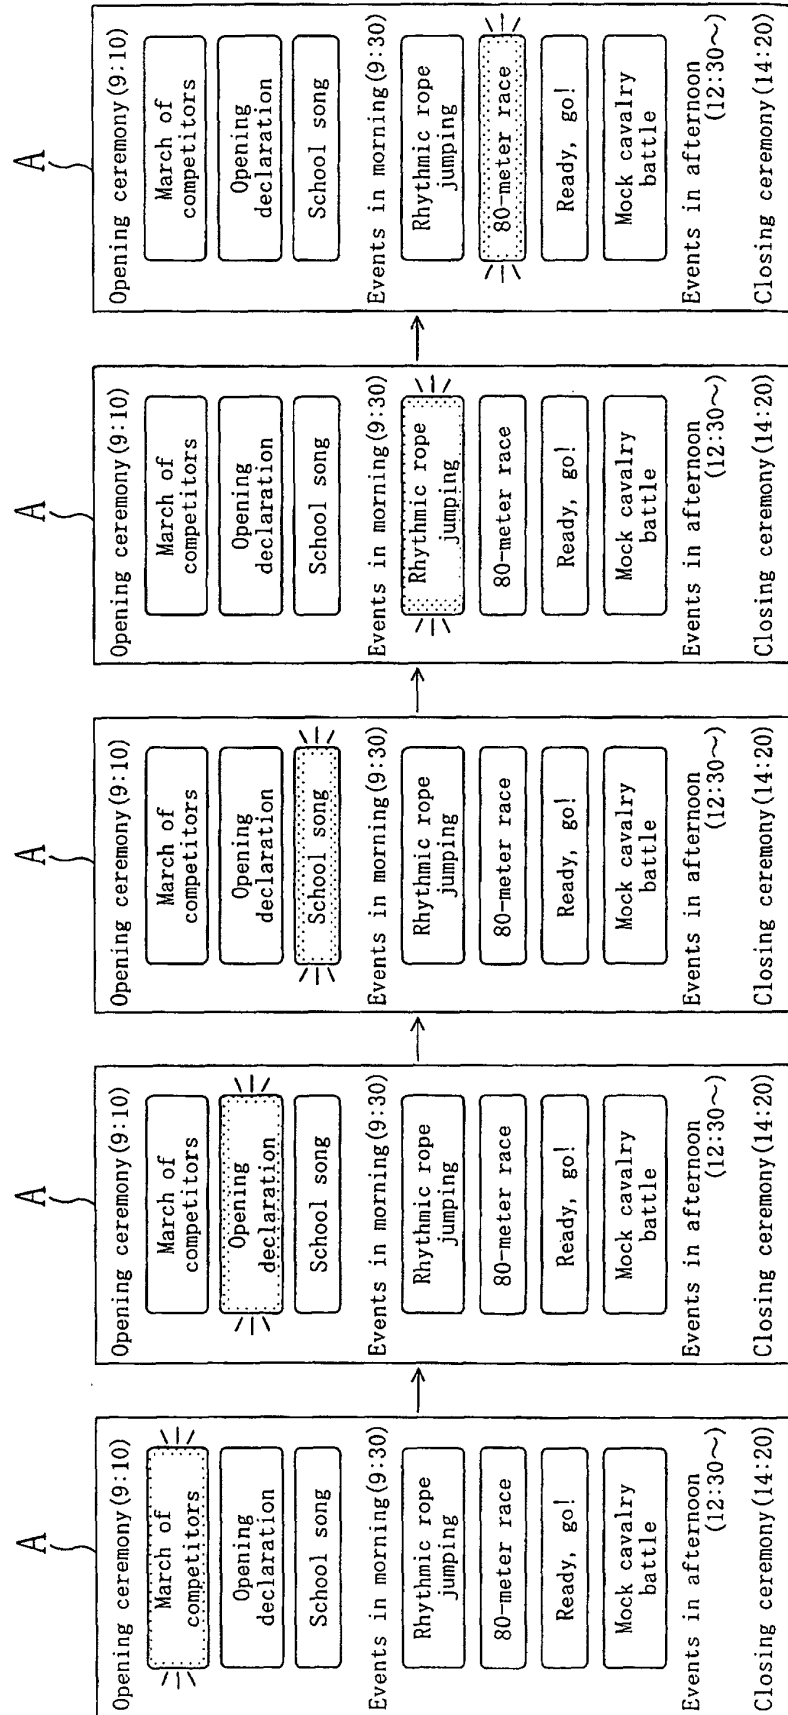 A
Opening ceremony(9:10)
March of
competitors
Opening
declaration
School song
Events in morning(9:30)
Rhythmic rope
jumping
80-meter race
Ready, go!
Mock cavalry
battle
Events in afternoon
(12:30~)
Closing ceremony(14:20)
A
Opening ceremony(9:10)
March of
competitors
Opening
declaration
School song
Events in morning(9:30)
Rhythmic rope
jumping
80-meter race
Ready, go!
Mock cavalry
battle
Events in afternoon
(12:30~)
Closing ceremony(14:20)
A
Opening ceremony(9:10)
March of
competitors
Opening
declaration
School song
Events in morning(9:30)
Rhythmic rope
jumping
80-meter race
Ready, go!
Mock cavalry
battle
Events in afternoon
(12:30~)
Closing ceremony(14:20)
A
Opening ceremony(9:10)
March of
competitors
Opening
declaration
School song
Events in morning(9:30)
Rhythmic rope
jumping
80-meter race
Ready, go!
Mock cavalry
battle
Events in afternoon
(12:30~)
Closing ceremony(14:20)
A
Opening ceremony(9:10)
March of
competitors
Opening
declaration
School song
Events in morning(9:30)
Rhythmic rope
jumping
80-meter race
Ready, go!
Mock cavalry
battle
Events in afternoon
(12:30~)
Closing ceremony(14:20)